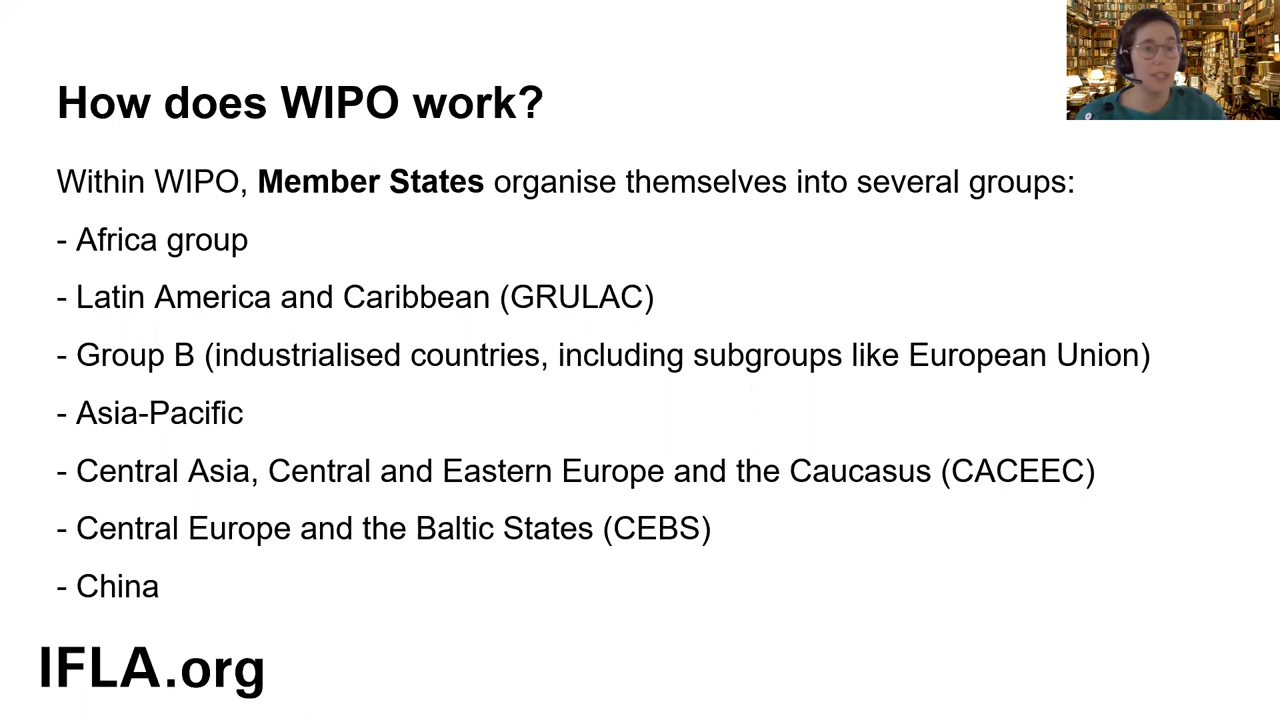 How does WIPO work?
Within WIPO, Member States organise themselves into several groups:
- Africa group
- Latin America and Caribbean (GRULAC)
- Group B (industrialised countries, including subgroups like European Union)
- Asia-Pacific
- Central Asia, Central and Eastern Europe and the Caucasus (CACEEC)
- Central Europe and the Baltic States (CEBS)
- China
IFLA.org